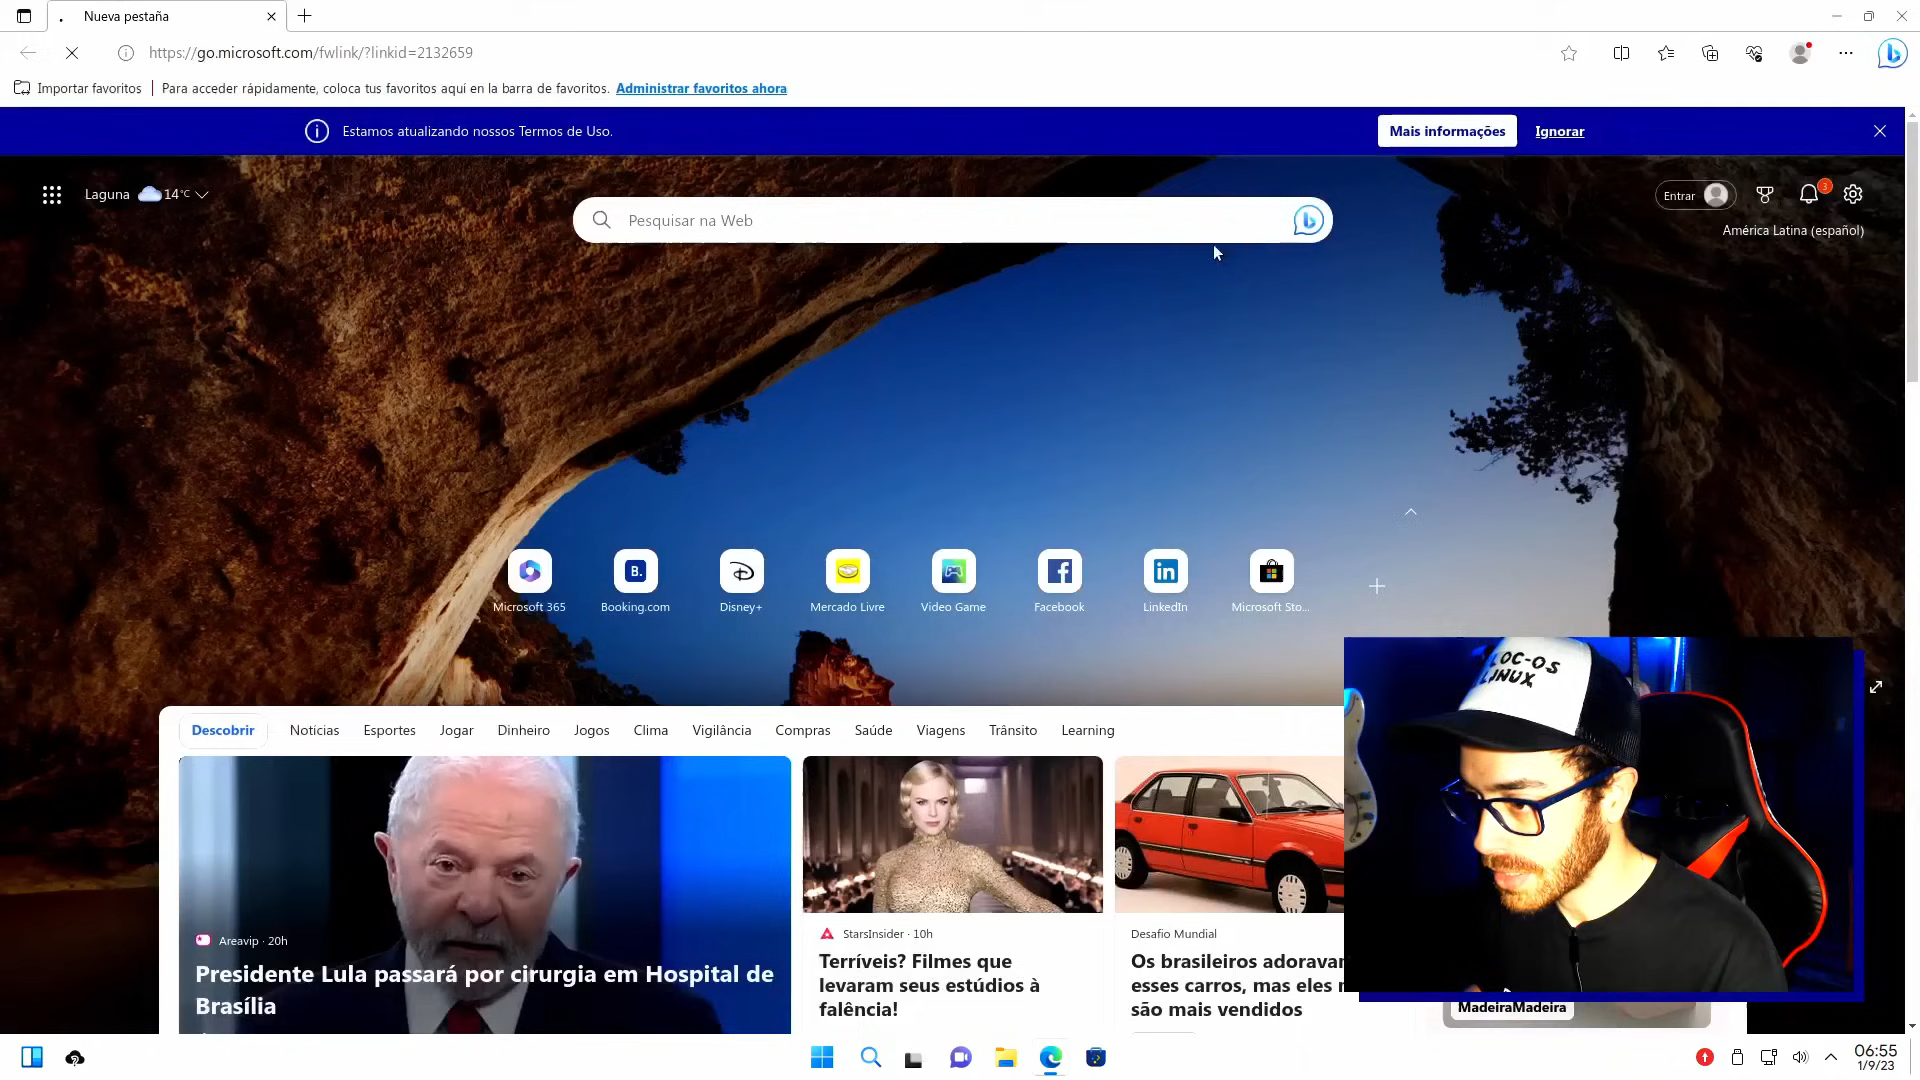 Nueva pestaña
https://go.microsoft.com/fwlink/?linkid=2132659
Importar favoritos
Para acceder rápidamente, coloca tus favoritos aquí en la barra de favoritos. Administrar favoritos ahora
Estamos atualizando nossos Termos de Uso.
Mais informações
Ignorar
Laguna 14°C
Pesquisar na Web
Entrar
3
América Latina (español)
Microsoft 365
B.
Booking.com
Disney+
Mercado Livre
Video Game
Facebook
in
LinkedIn
Microsoft Sto...
LOC-OS
LINUX
Descobrir
Notícias
Esportes
Jogar
Dinheiro
Jogos
Clima
Vigilância
Compras
Saúde
Viagens
Trânsito
Learning
Areavip · 20h
Presidente Lula passará por cirurgia em Hospital de
Brasília
StarsInsider · 10h
Terríveis? Filmes que
levaram seus estúdios à
falência!
Desafio Mundial
Os brasileiros adoravam
esses carros, mas eles
são mais vendidos
MadeiraMadeira
06:55
1/9/23